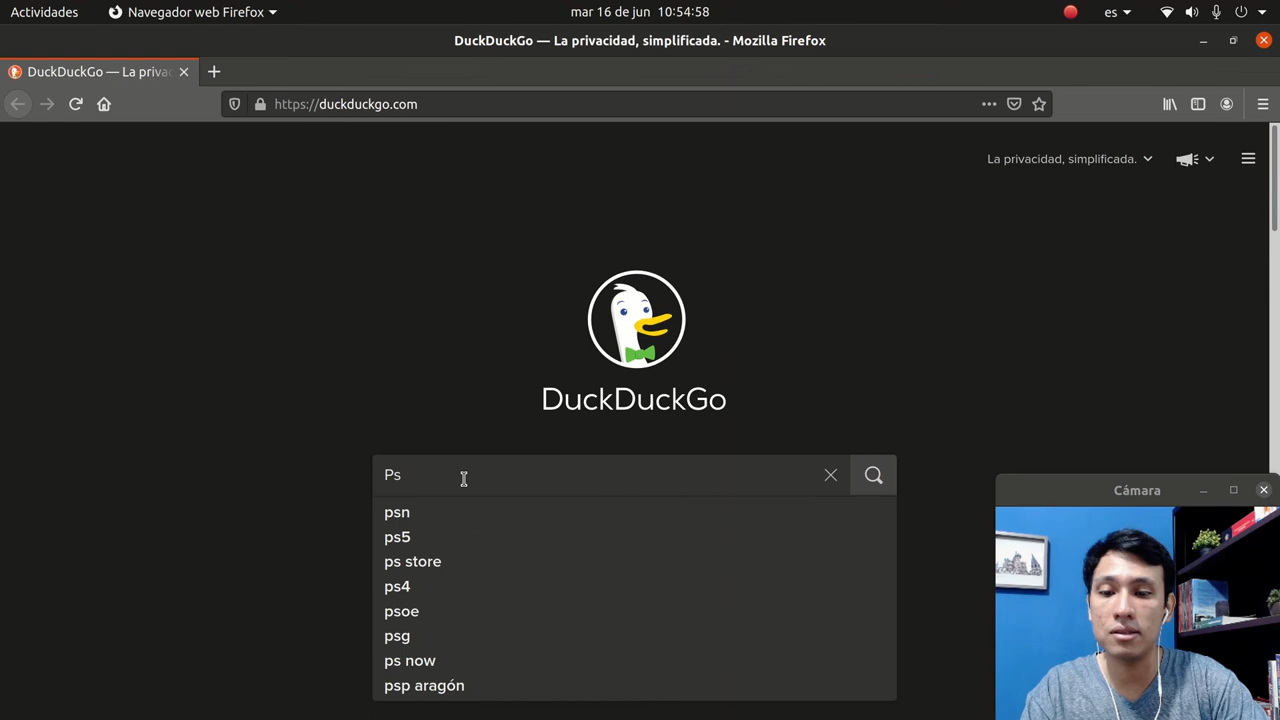 Actividades
Navegador web Firefox
mar 16 de jun 10:54:58
es
DuckDuckGo — La privacidad, simplificada. - Mozilla Firefox
DuckDuckGo — La privac
https://duckduckgo.com
La privacidad, simplificada.
DuckDuckGo
Ps
psn
ps5
ps store
ps4
psoe
psg
ps now
psp aragón
Cámara